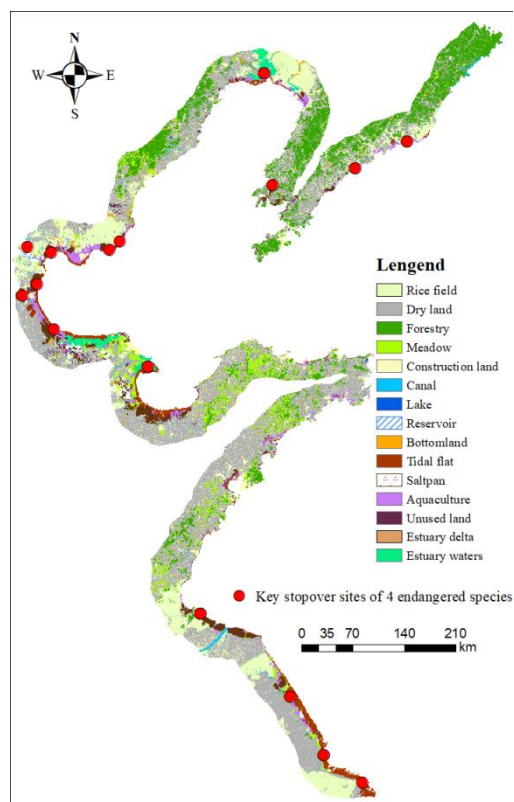 N
W E
S
Lengend
Rice field
Dry land
Forestry
Meadow
Construction land
Canal
Lake
Reservoir
Bottomland
Tidal flat
Saltpan
Aquaculture
Unused land
Estuary delta
Estuary waters
Key stopover sites of 4 endangered species
0 35 70 140 210
km